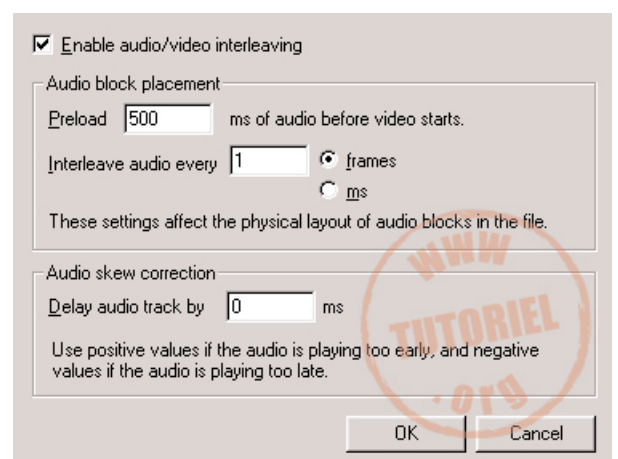 Enable audio/video interleaving
Audio block placement
Preload 500 ms of audio before video starts.
Interleave audio every 1 frames
ms
These settings affect the physical layout of audio blocks in the file.
Audio skew correction
Delay audio track by 0 ms
Use positive values if the audio is playing too early, and negative
values if the audio is playing too late.
WWW
TUTORIEL
.org
OK Cancel